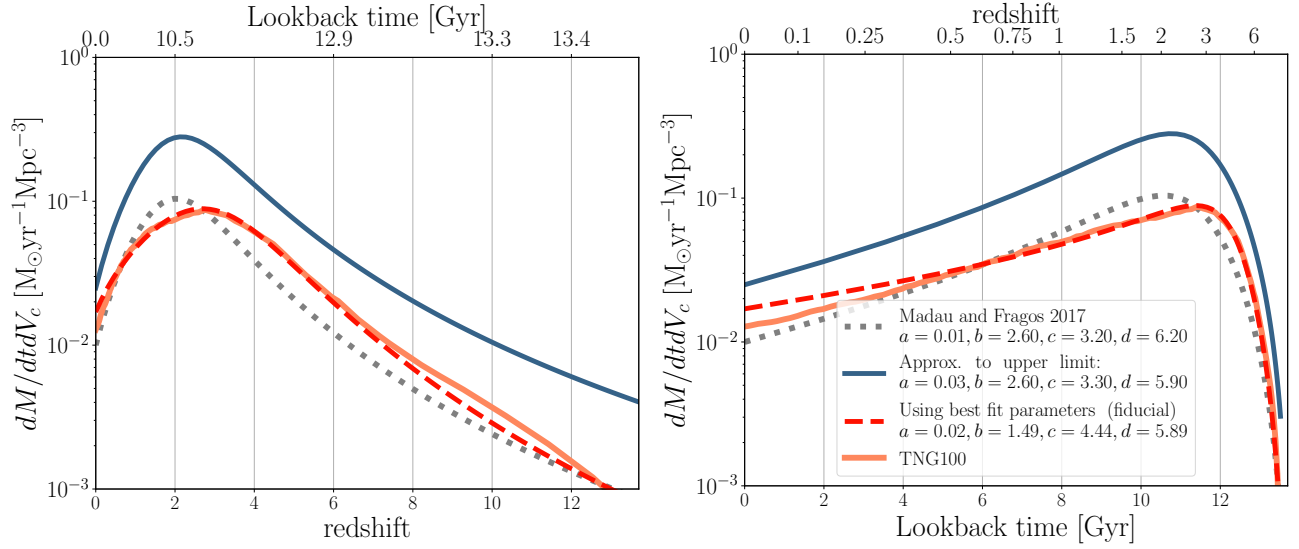 Lookback time [Gyr]
0.0 10.5 12.9 13.3 13.4
10⁰
10⁻¹
10⁻²
10⁻³
dM/dtdV_c [M_⊙yr⁻¹Mpc⁻³]
0 2 4 6 8 10 12
redshift
redshift
0 0.1 0.25 0.5 0.75 1 1.5 2 3 6
10⁰
10⁻¹
10⁻²
10⁻³
dM/dtdV_c [M_⊙yr⁻¹Mpc⁻³]
Madau and Fragos 2017
a = 0.01, b = 2.60, c = 3.20, d = 6.20
Approx. to upper limit:
a = 0.03, b = 2.60, c = 3.30, d = 5.90
Using best fit parameters (fiducial)
a = 0.02, b = 1.49, c = 4.44, d = 5.89
TNG100
0 2 4 6 8 10 12
Lookback time [Gyr]